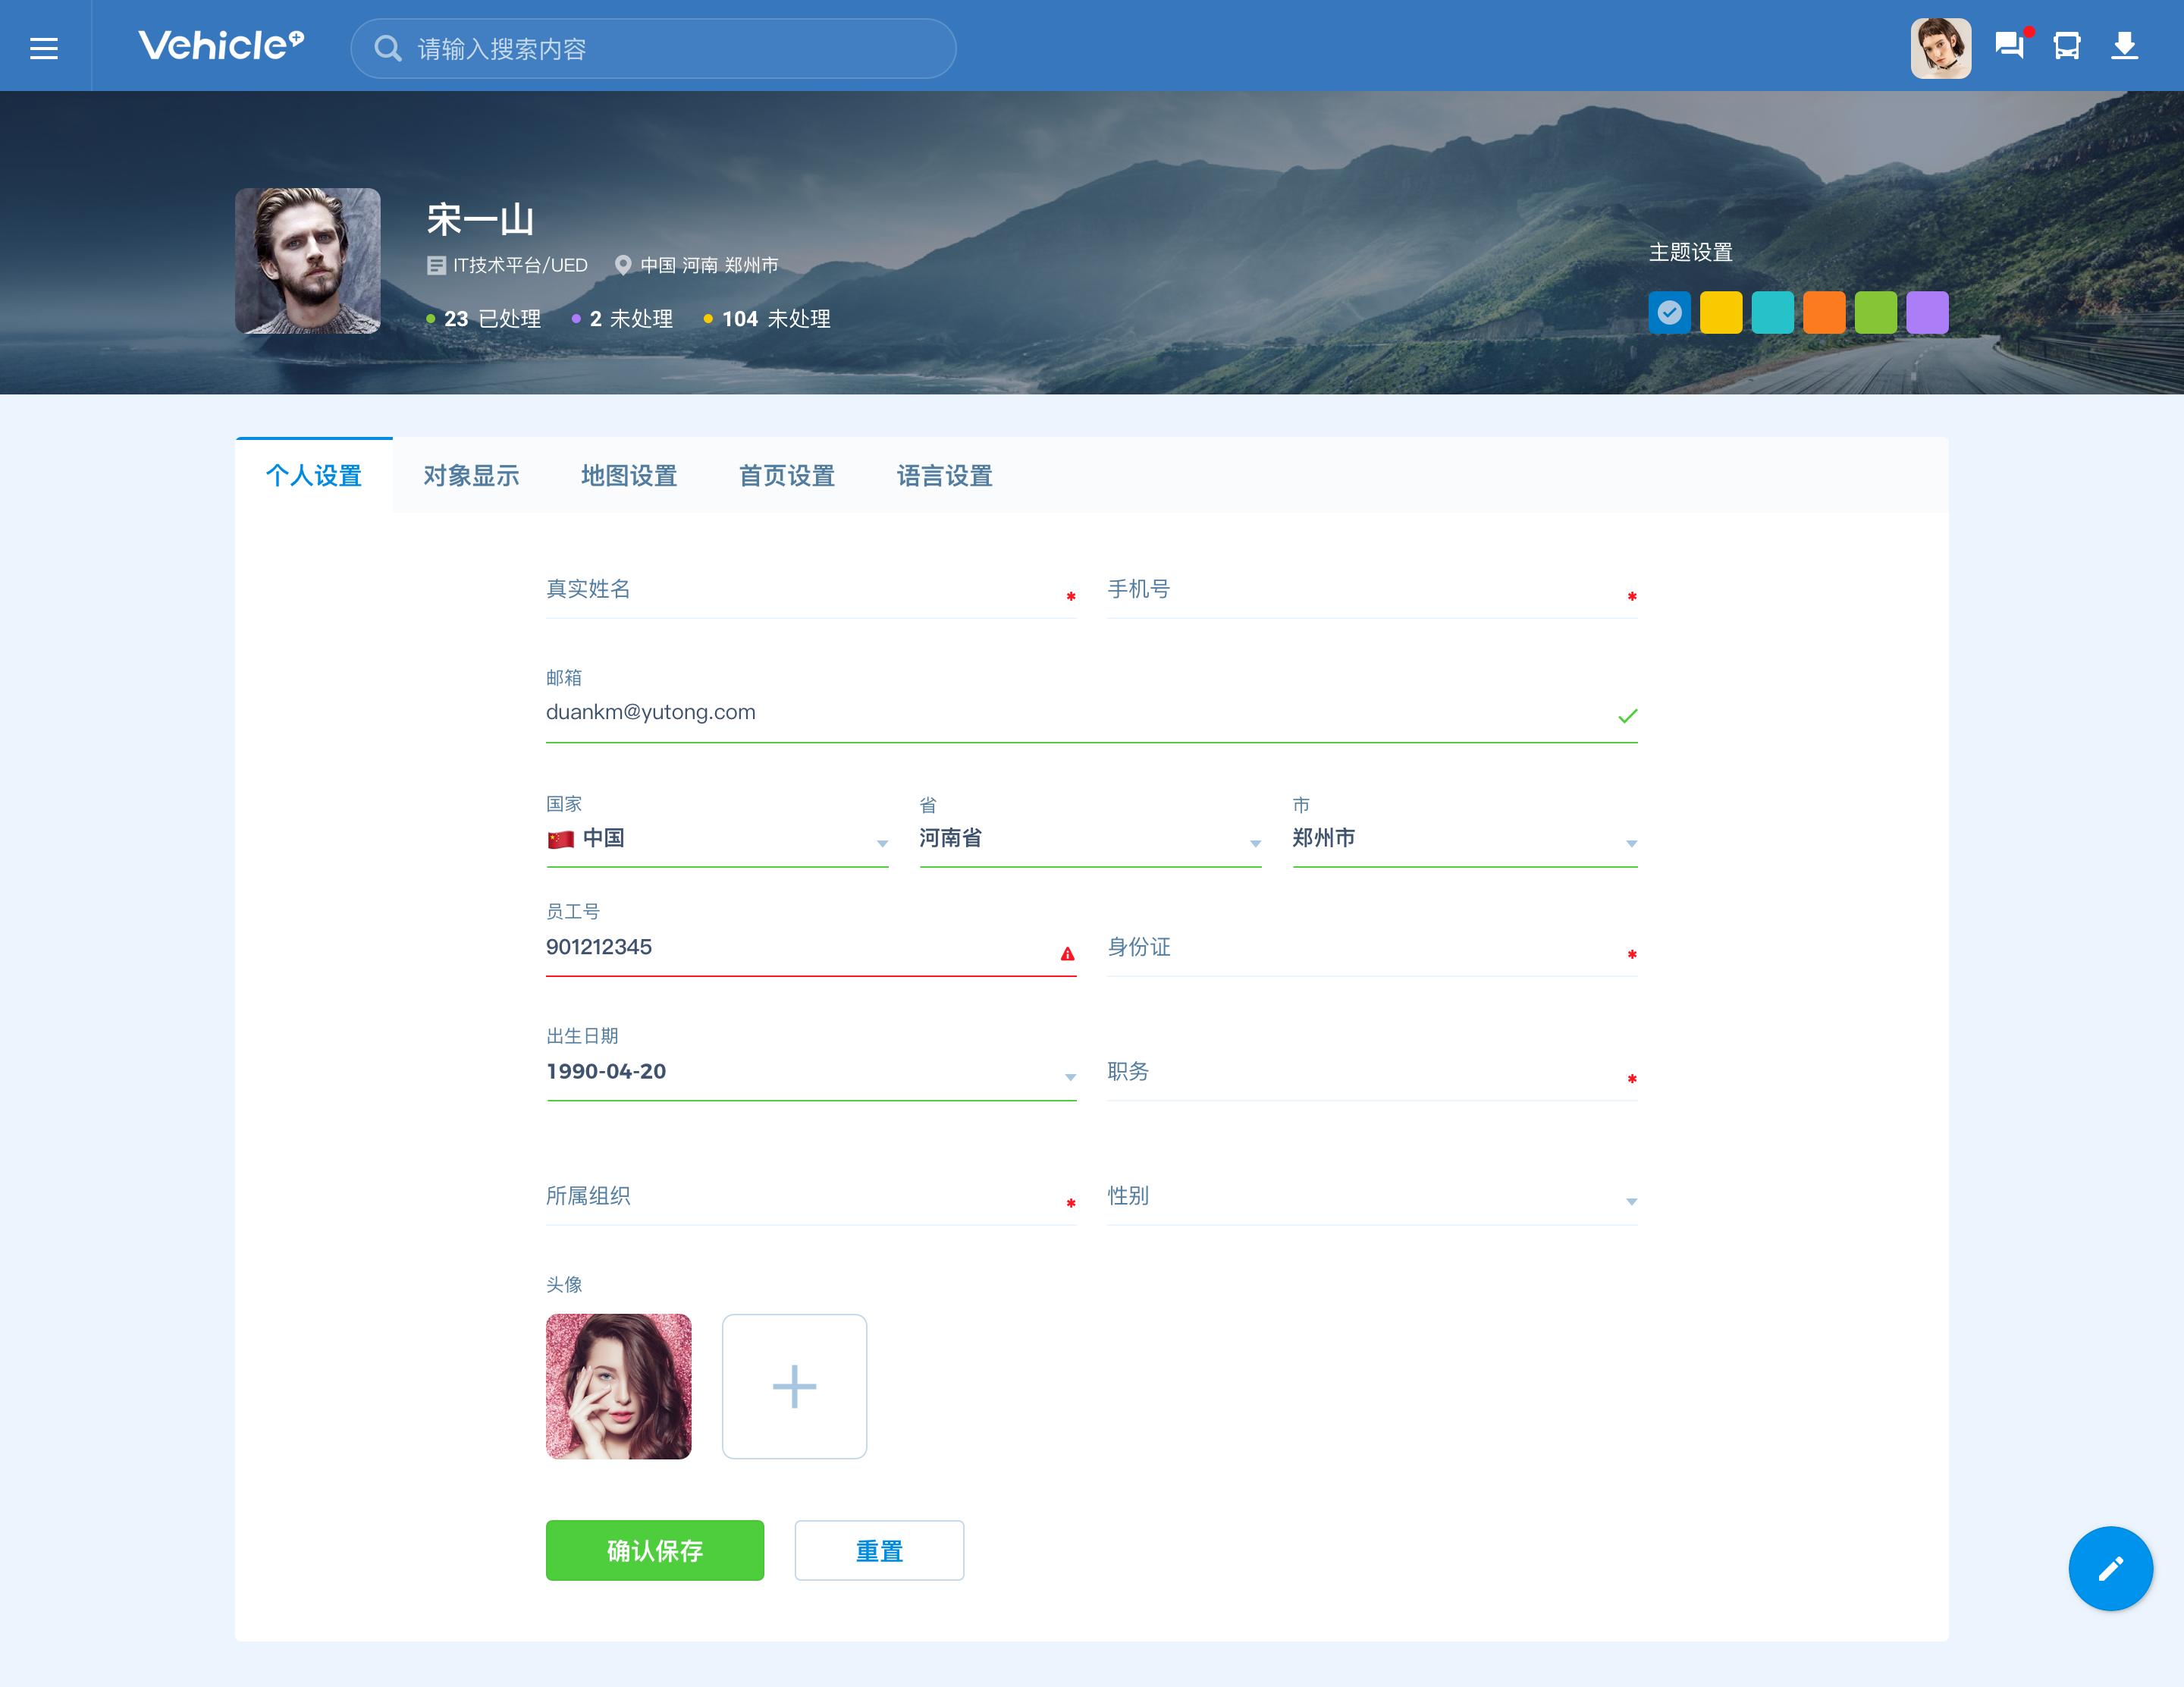 Vehicle+
请输入搜索内容
宋一山
IT技术平台/UED 中国 河南 郑州市
23 已处理 2 未处理 104 未处理
主题设置
个人设置 对象显示 地图设置 首页设置 语言设置
真实姓名 * 手机号 *
邮箱
duankm@yutong.com
国家 省 市
中国 河南省 郑州市
员工号
901212345 身份证 *
出生日期
1990-04-20 职务 *
所属组织 * 性别
头像
确认保存 重置